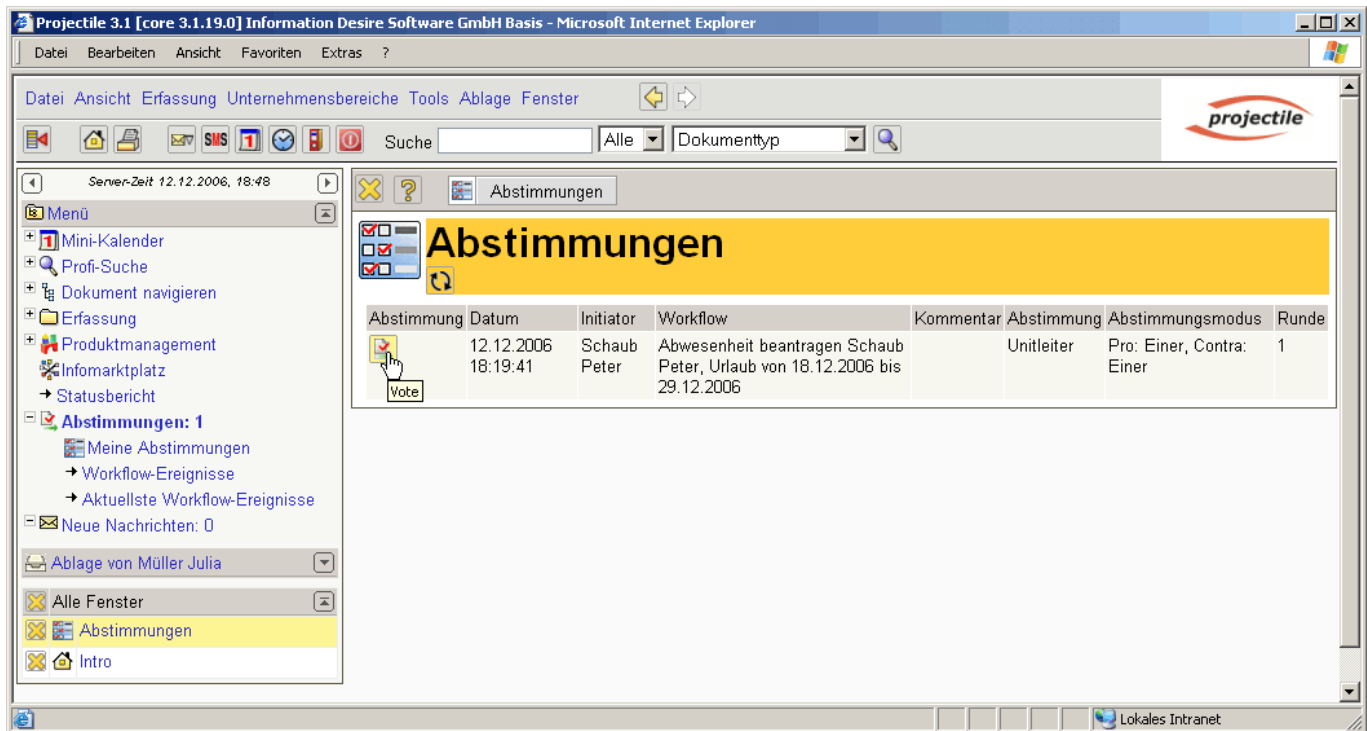 Projectile 3.1 [core 3.1.19.0] Information Desire Software GmbH Basis - Microsoft Internet Explorer
Datei Bearbeiten Ansicht Favoriten Extras ?
Datei Ansicht Erfassung Unternehmensbereiche Tools Ablage Fenster
projectile
SMS 1 Suche Alle Dokumenttyp
Server-Zeit 12.12.2006, 18:48
Menü
1 Mini-Kalender
Profi-Suche
Dokument navigieren
Erfassung
Produktmanagement
Infomarktplatz
Statusbericht
Abstimmungen: 1
Meine Abstimmungen
Workflow-Ereignisse
Aktuellste Workflow-Ereignisse
Neue Nachrichten: 0
Ablage von Müller Julia
Alle Fenster
Abstimmungen
Intro
? Abstimmungen
Abstimmungen
Abstimmung Datum Initiator Workflow Kommentar Abstimmung Abstimmungsmodus Runde
12.12.2006 Schaub Abwesenheit beantragen Schaub Unitleiter Pro: Einer, Contra: 1
18:19:41 Peter Peter, Urlaub von 18.12.2006 bis Einer
29.12.2006
Vote
Lokales Intranet